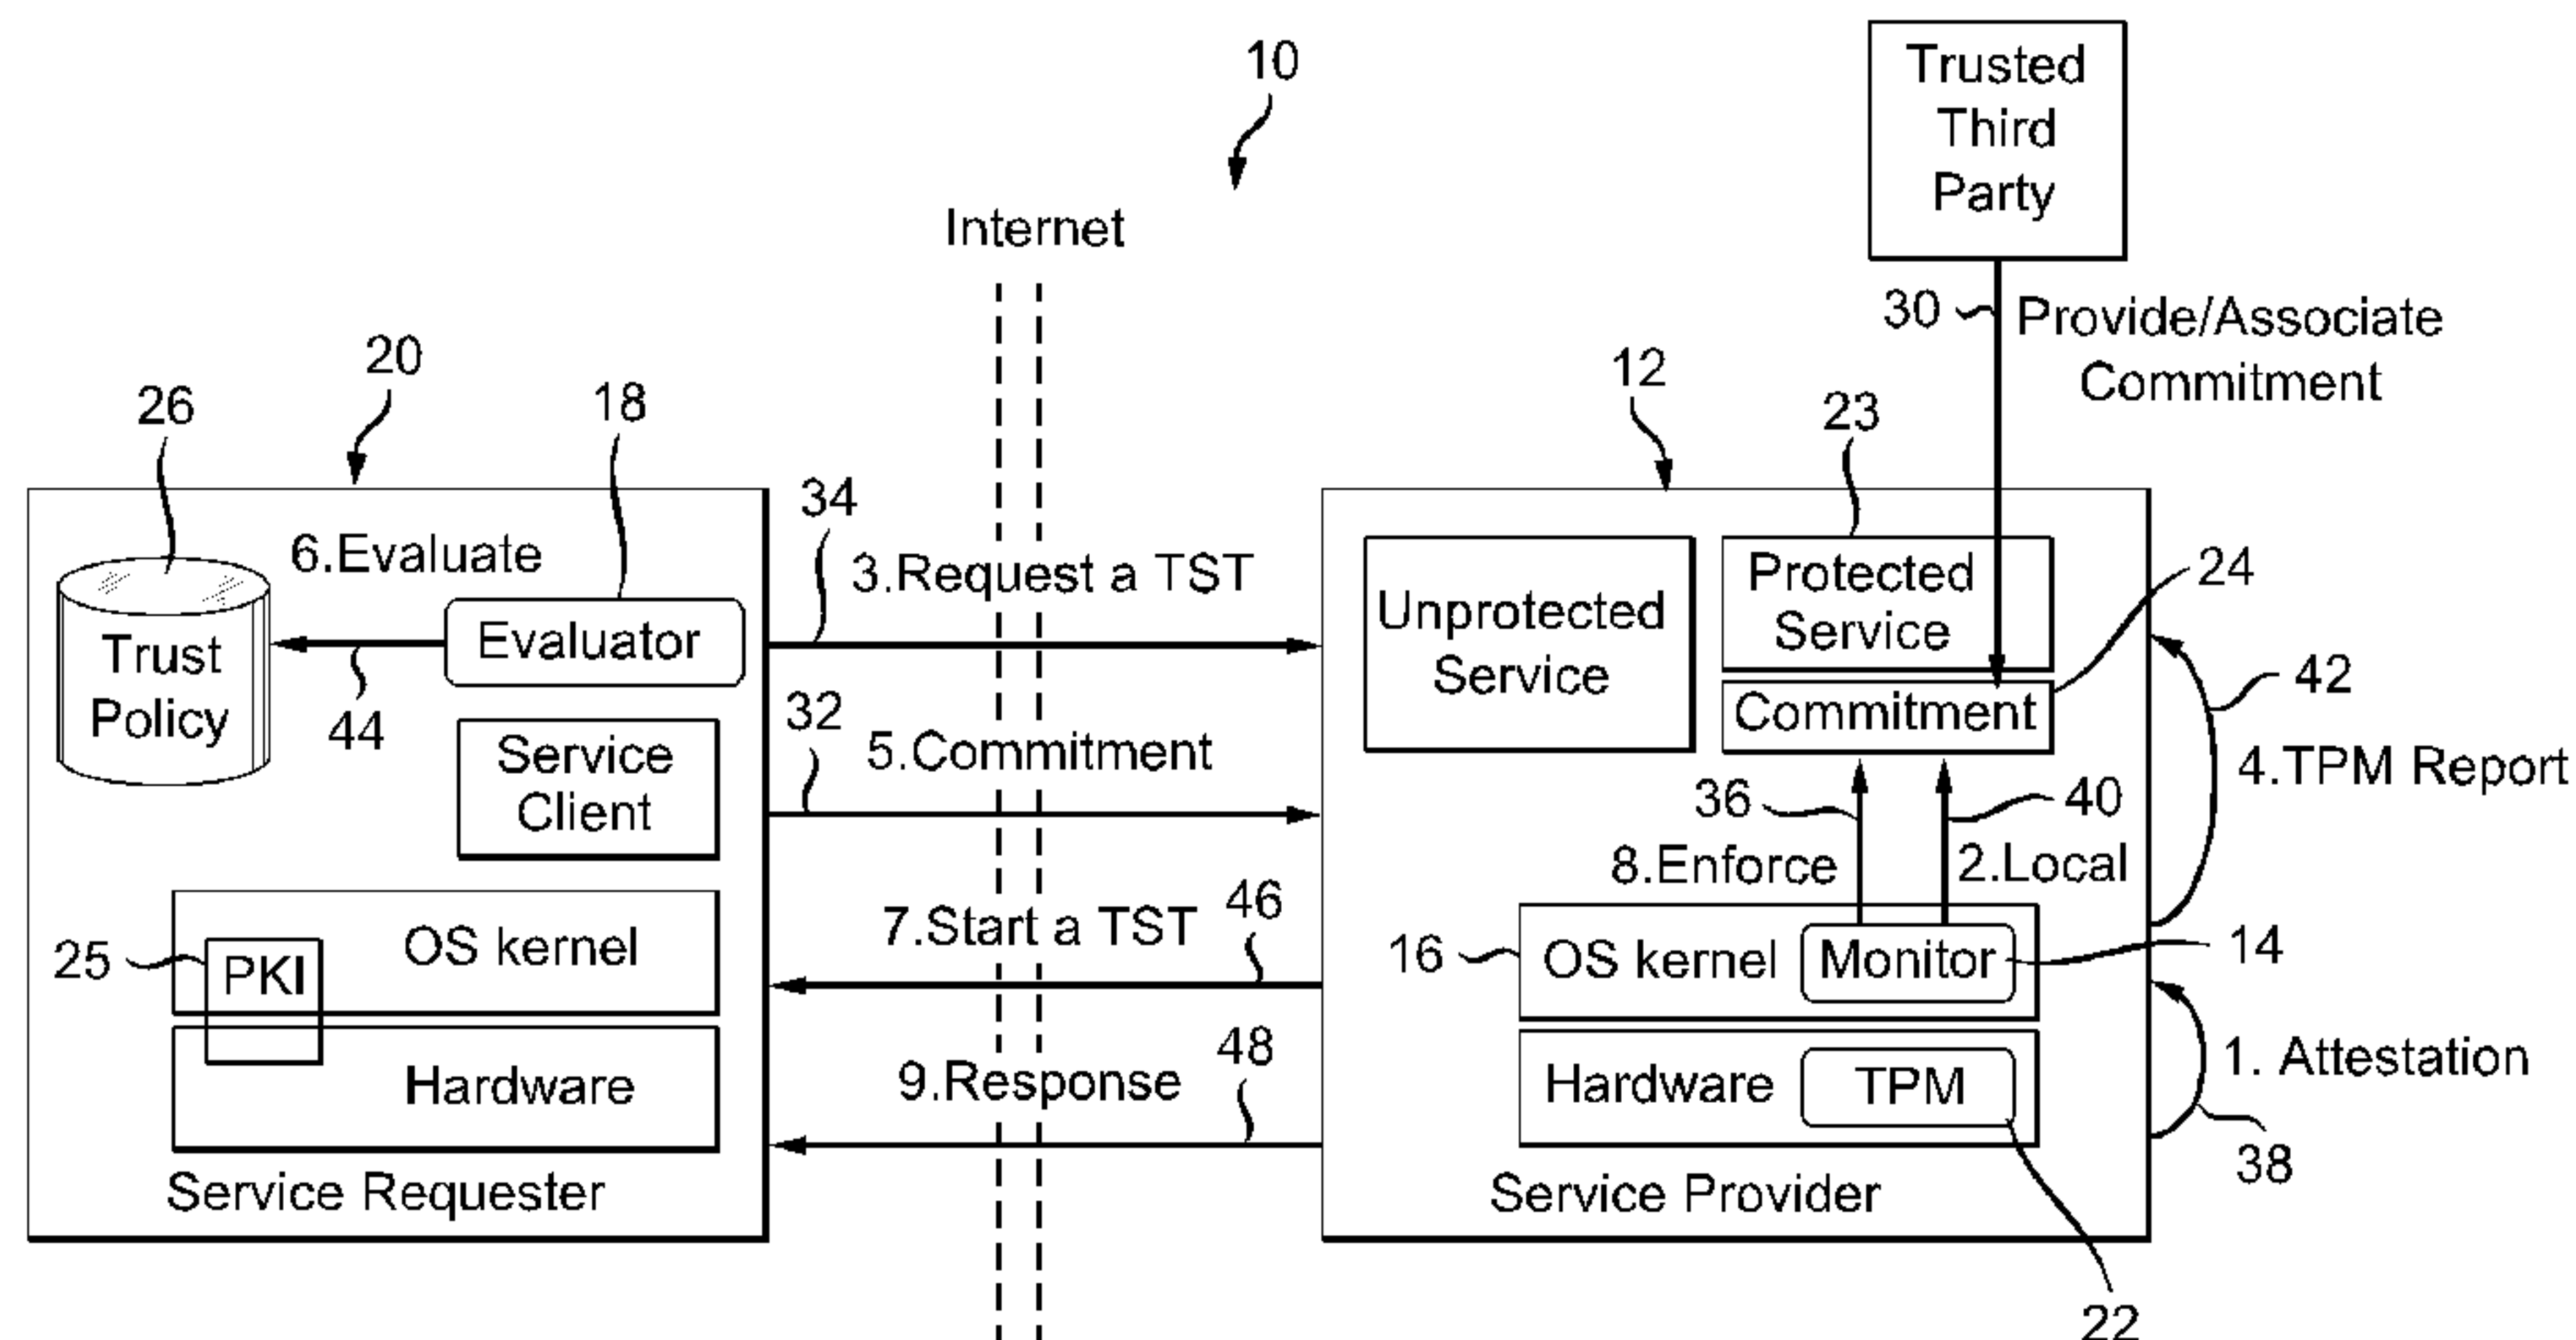 10
Trusted
Third
Party
Internet
30
Provide/Associate
Commitment
20
12
26
18
23
34
6.Evaluate
3.Request a TST
Unprotected
Service
Protected
Service
24
Evaluator
Trust
Policy
44
32
42
Commitment
Service
Client
5.Commitment
36
40
4.TPM Report
8.Enforce
2.Local
46
7.Start a TST
25
PKI
OS kernel
16
OS kernel
Monitor
14
48
9.Response
Hardware
Hardware
TPM
1. Attestation
38
Service Requester
Service Provider
22